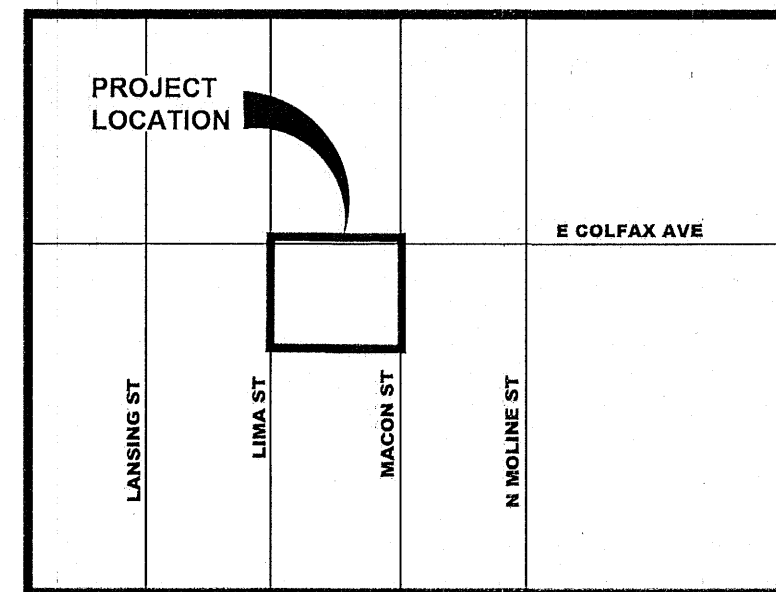 PROJECT
LOCATION
E COLFAX AVE
LANSING ST
LIMA ST
MACON ST
N MOLINE ST